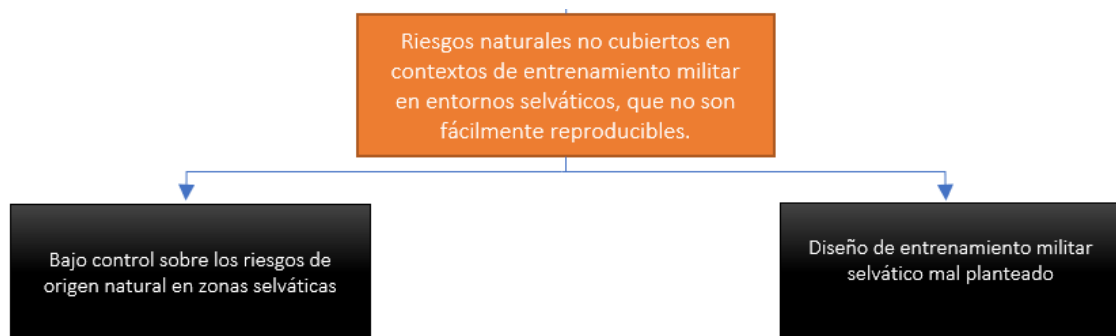 Riesgos naturales no cubiertos en
contextos de entrenamiento militar
en entornos selváticos, que no son
fácilmente reproducibles.
Bajo control sobre los riesgos de
origen natural en zonas selváticas
Diseño de entrenamiento militar
selvático mal planteado